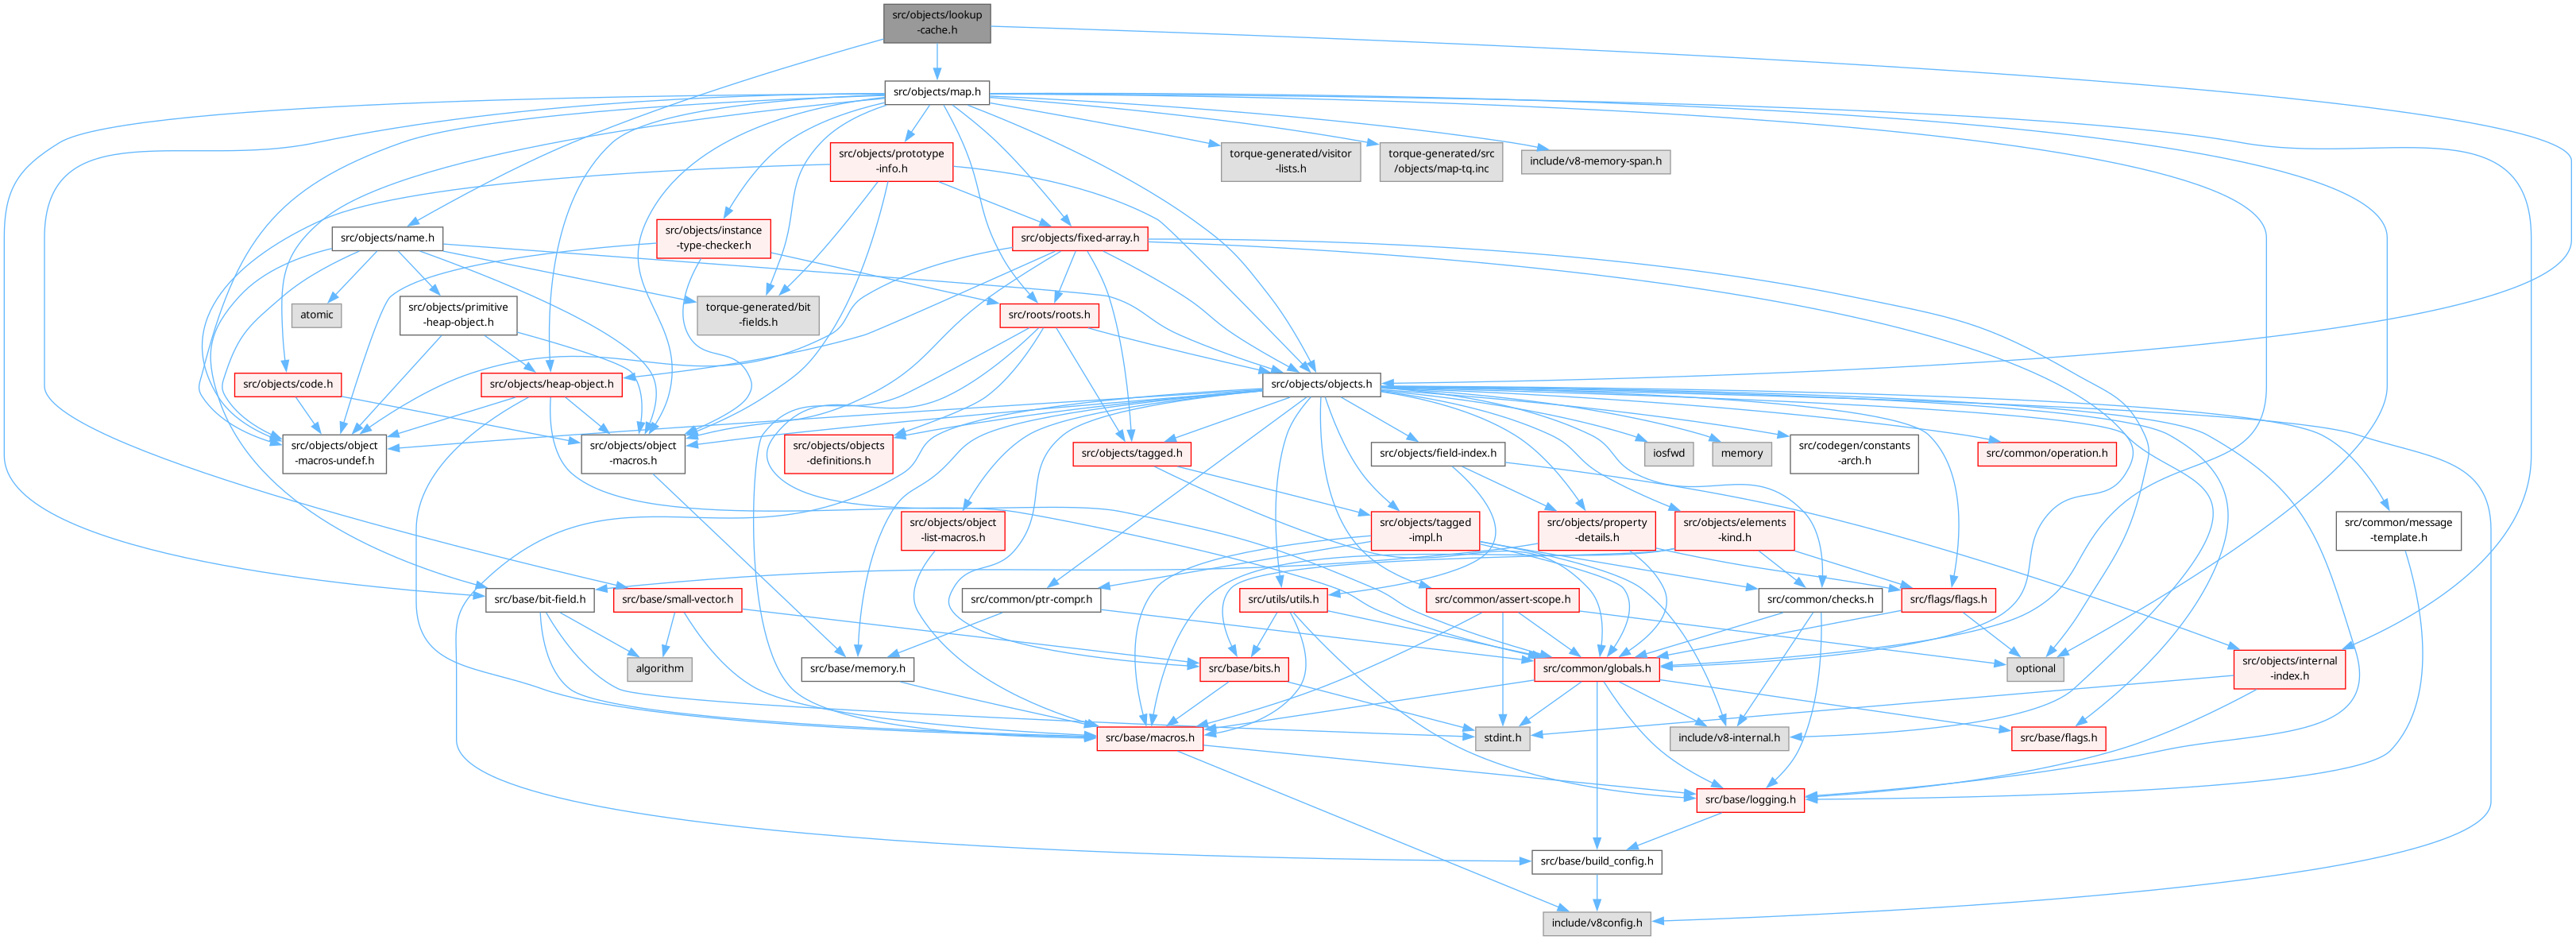 src/objects/lookup
-cache.h
src/objects/map.h
src/objects/prototype
-info.h
torque-generated/visitor
-lists.h
torque-generated/src
/objects/map-tq.inc
include/v8-memory-span.h
src/objects/name.h
src/objects/instance
-type-checker.h
src/objects/fixed-array.h
atomic
src/objects/primitive
-heap-object.h
torque-generated/bit
-fields.h
src/roots/roots.h
src/objects/code.h
src/objects/heap-object.h
src/objects/objects.h
src/objects/object
-macros-undef.h
src/objects/object
-macros.h
src/objects/objects
-definitions.h
src/objects/tagged.h
src/objects/field-index.h
iosfwd
memory
src/codegen/constants
-arch.h
src/common/operation.h
src/objects/object
-list-macros.h
src/objects/tagged
-impl.h
src/objects/property
-details.h
src/objects/elements
-kind.h
src/common/message
-template.h
src/base/bit-field.h
src/base/small-vector.h
src/common/ptr-compr.h
src/utils/utils.h
src/common/assert-scope.h
src/common/checks.h
src/flags/flags.h
algorithm
src/base/memory.h
src/base/bits.h
src/common/globals.h
optional
src/objects/internal
-index.h
src/base/macros.h
stdint.h
include/v8-internal.h
src/base/flags.h
src/base/logging.h
src/base/build_config.h
include/v8config.h